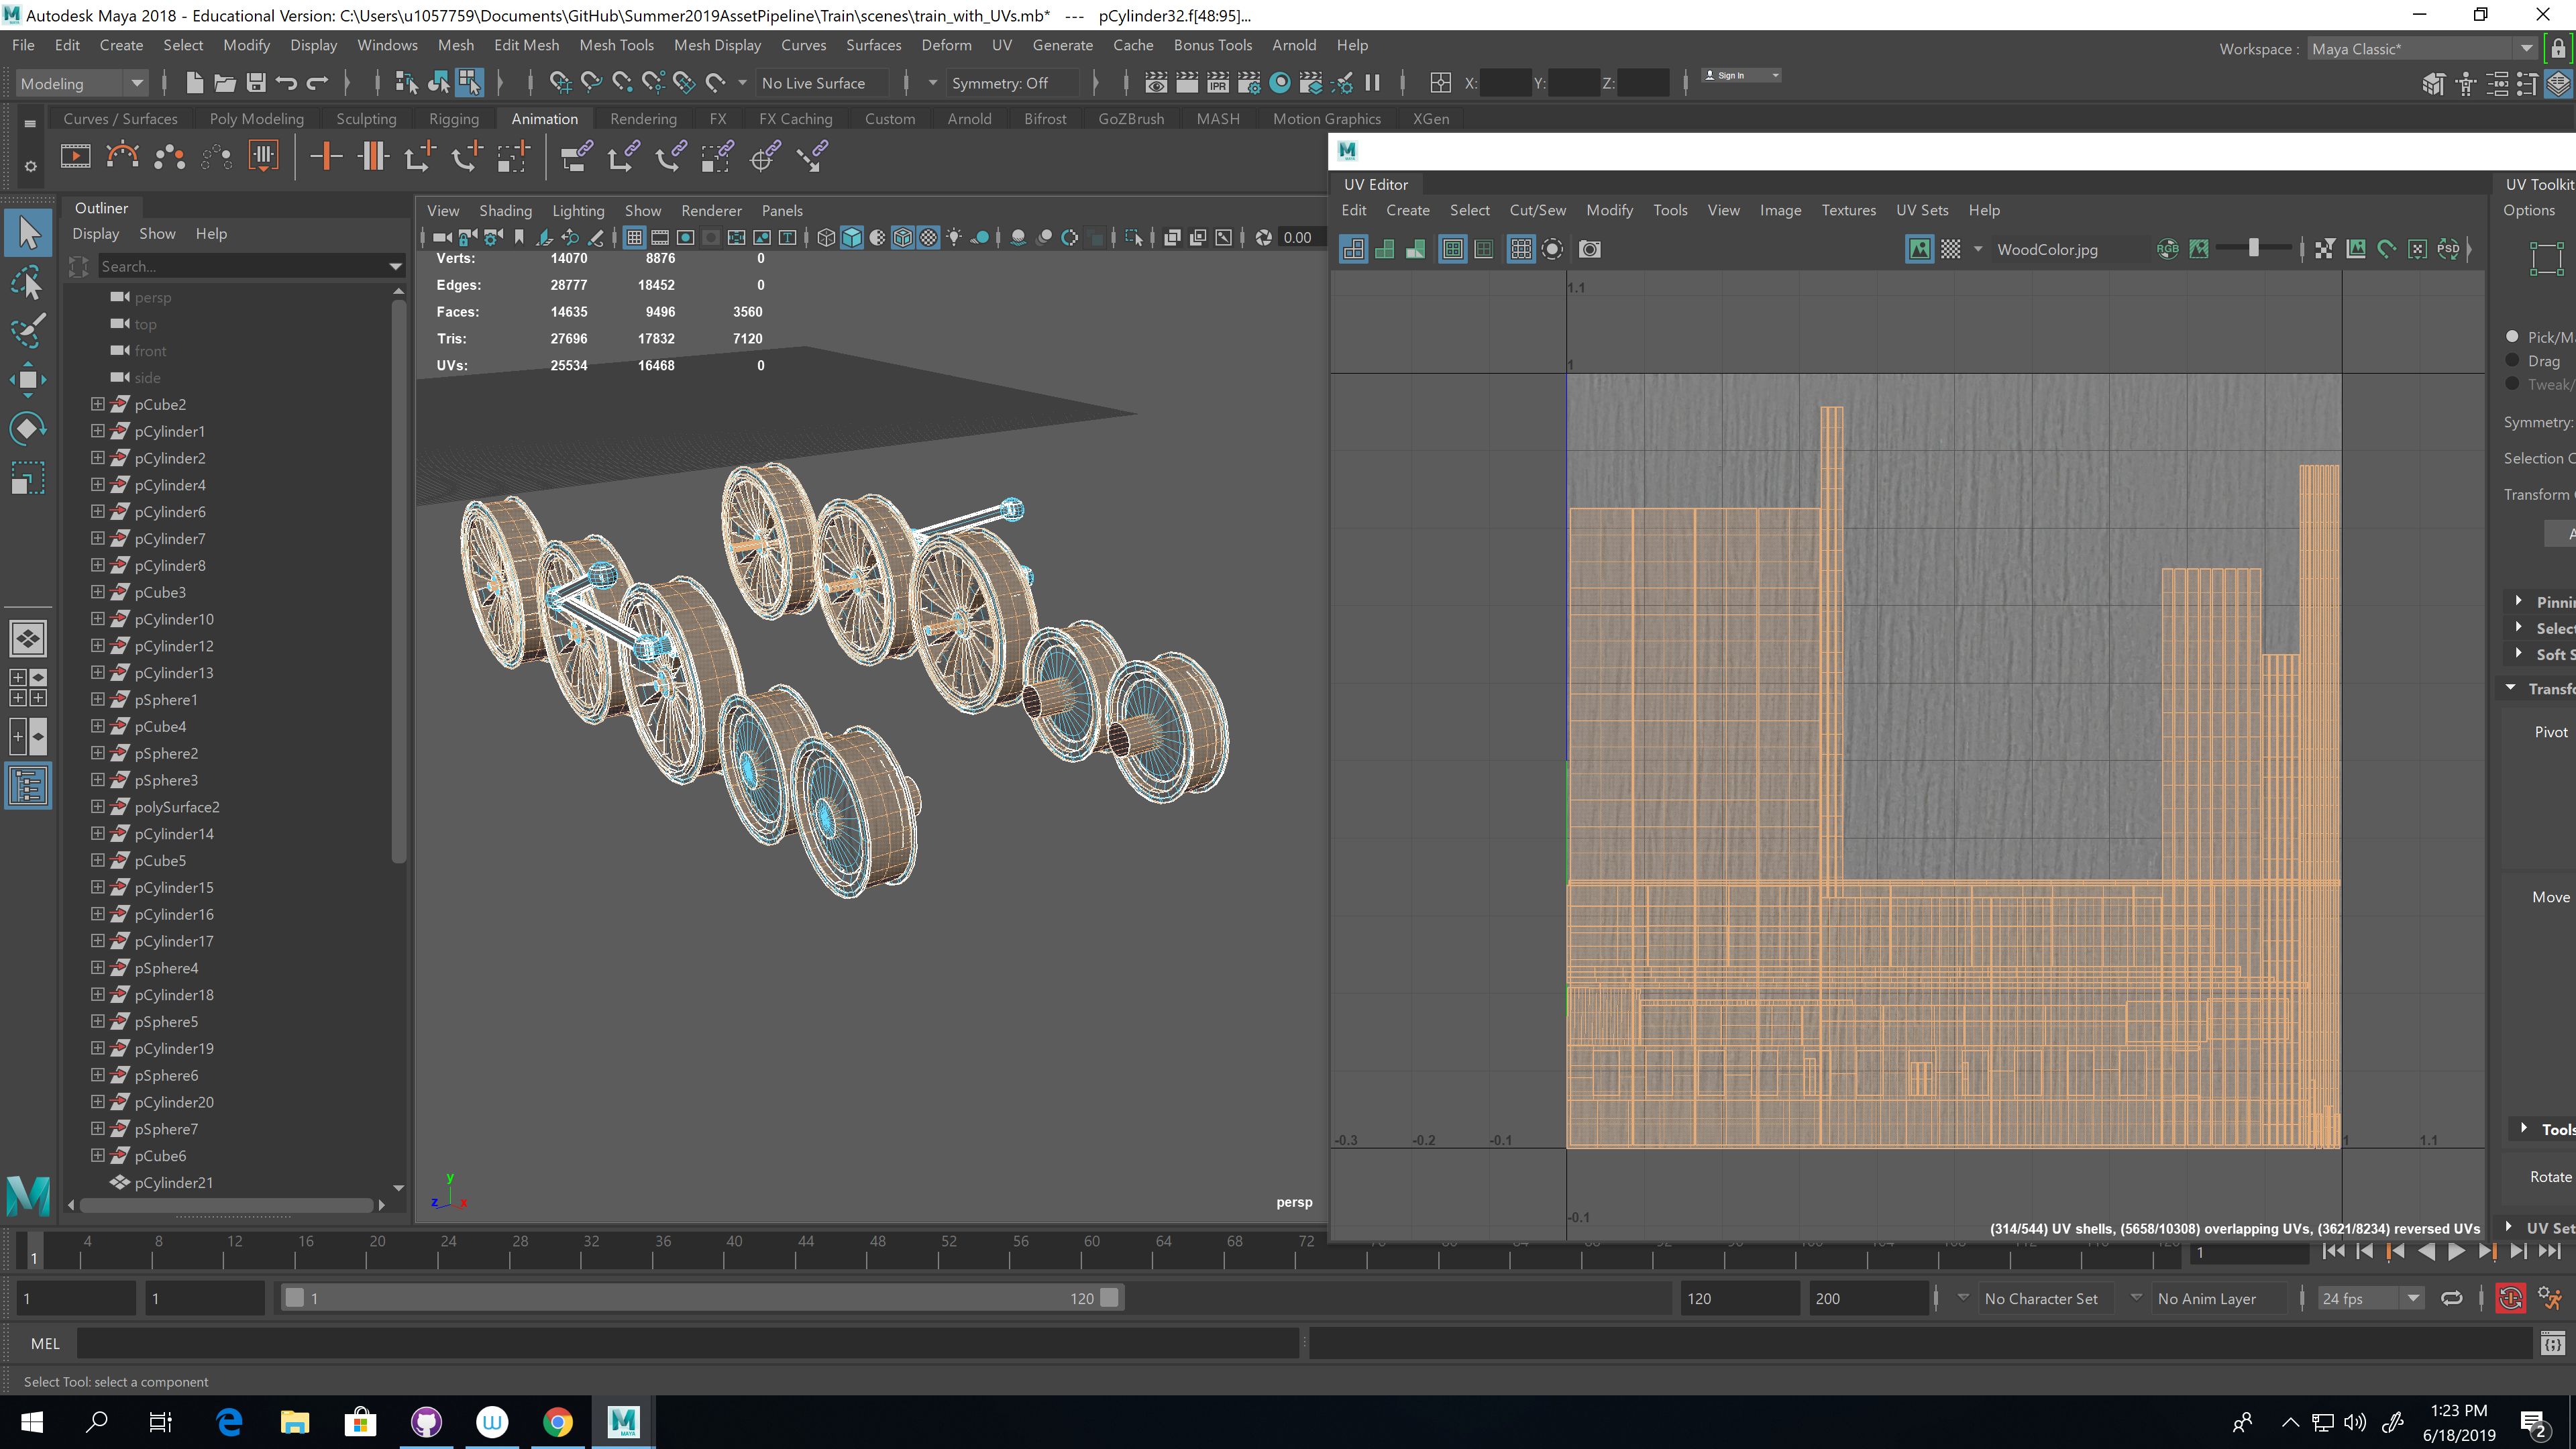 Autodesk Maya 2018 - Educational Version: C:\Users\u1057759\Documents\GitHub\Summer2019AssetPipeline\Train\scenes\train_with_UVs.mb* --- pCylinder32.f[48:95]...
File Edit Create Select Modify Display Windows Mesh Edit Mesh Mesh Tools Mesh Display Curves Surfaces Deform UV Generate Cache Bonus Tools Arnold Help Workspace : Maya Classic*
Modeling No Live Surface Symmetry: Off IPR X: Y: Z: Sign In
Curves / Surfaces Poly Modeling Sculpting Rigging Animation Rendering FX FX Caching Custom Arnold Bifrost GoZBrush MASH Motion Graphics XGen
Outliner
Display Show Help
Search...
persp
top
front
side
pCube2
pCylinder1
pCylinder2
pCylinder4
pCylinder6
pCylinder7
pCylinder8
pCube3
pCylinder10
pCylinder12
pCylinder13
pSphere1
pCube4
pSphere2
pSphere3
polySurface2
pCylinder14
pCube5
pCylinder15
pCylinder16
pCylinder17
pSphere4
pCylinder18
pSphere5
pCylinder19
pSphere6
pCylinder20
pSphere7
pCube6
pCylinder21
View Shading Lighting Show Renderer Panels
0.00
Verts: 14070 8876 0
Edges: 28777 18452 0
Faces: 14635 9496 3560
Tris: 27696 17832 7120
UVs: 25534 16468 0
y
z x
persp
UV Editor
Edit Create Select Cut/Sew Modify Tools View Image Textures UV Sets Help
WoodColor.jpg RGB PSD
1.1
1
-0.3 -0.2 -0.1 1 1.1
-0.1
(314/544) UV shells, (5658/10308) overlapping UVs, (3621/8234) reversed UVs
UV Toolkit
Options
Pick/Ma
Drag
Tweak/
Symmetry:
Selection C
Transform
A
Pinni
Select
Soft S
Transfo
Pivot
Move
Tools
Rotate
UV Set
1 4 8 12 16 20 24 28 32 36 40 44 48 52 56 60 64 68 72
1
1 1 1 120 120 200 No Character Set No Anim Layer 24 fps
MEL
Select Tool: select a component
MAYA
1:23 PM
6/18/2019
2